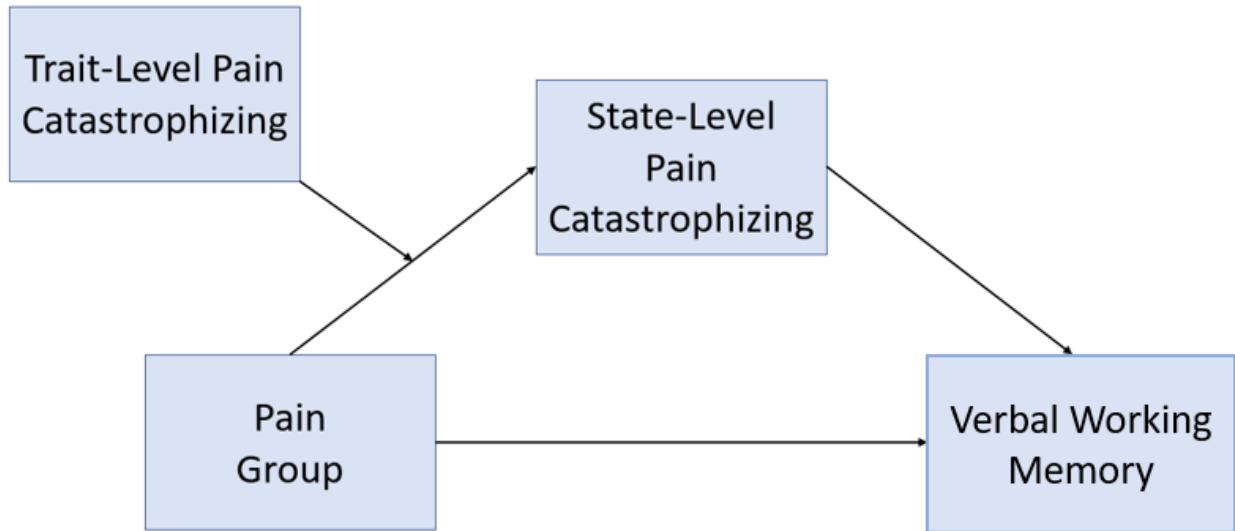 Trait-Level Pain
Catastrophizing
State-Level
Pain
Catastrophizing
Pain
Group
Verbal Working
Memory